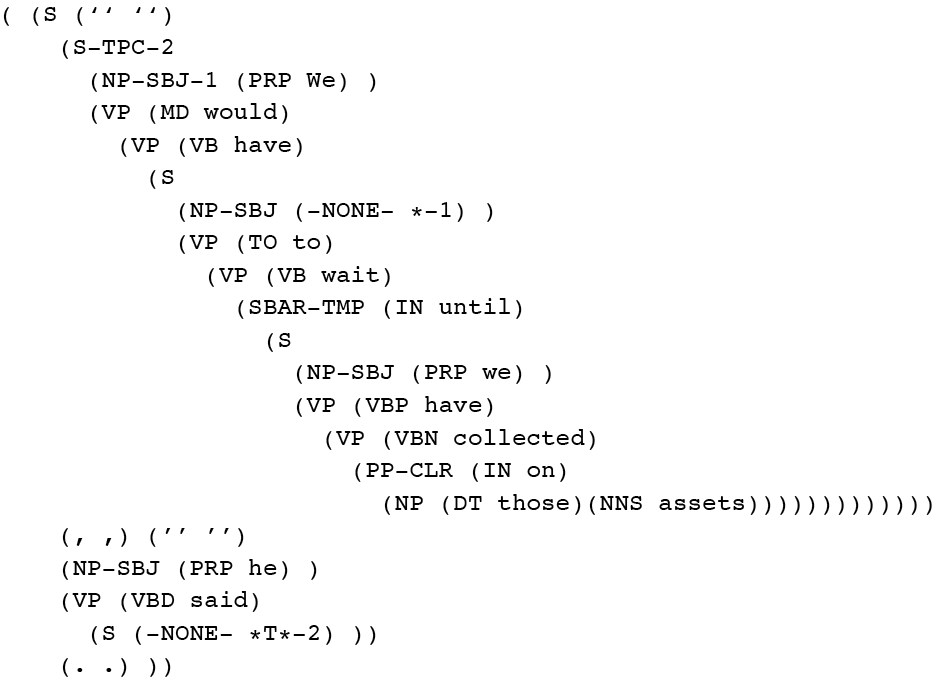 ( (S (‘‘ ‘‘)
    (S–TPC–2
      (NP–SBJ–1 (PRP We) )
      (VP (MD would)
        (VP (VB have)
          (S
            (NP–SBJ (–NONE– *–1) )
            (VP (TO to)
              (VP (VB wait)
                (SBAR–TMP (IN until)
                  (S
                    (NP–SBJ (PRP we) )
                    (VP (VBP have)
                      (VP (VBN collected)
                        (PP–CLR (IN on)
                          (NP (DT those)(NNS assets)))))))))))))
    (, ,) (’’ ’’)
    (NP–SBJ (PRP he) )
    (VP (VBD said)
      (S (–NONE– *T*–2) ))
    (. .) ))